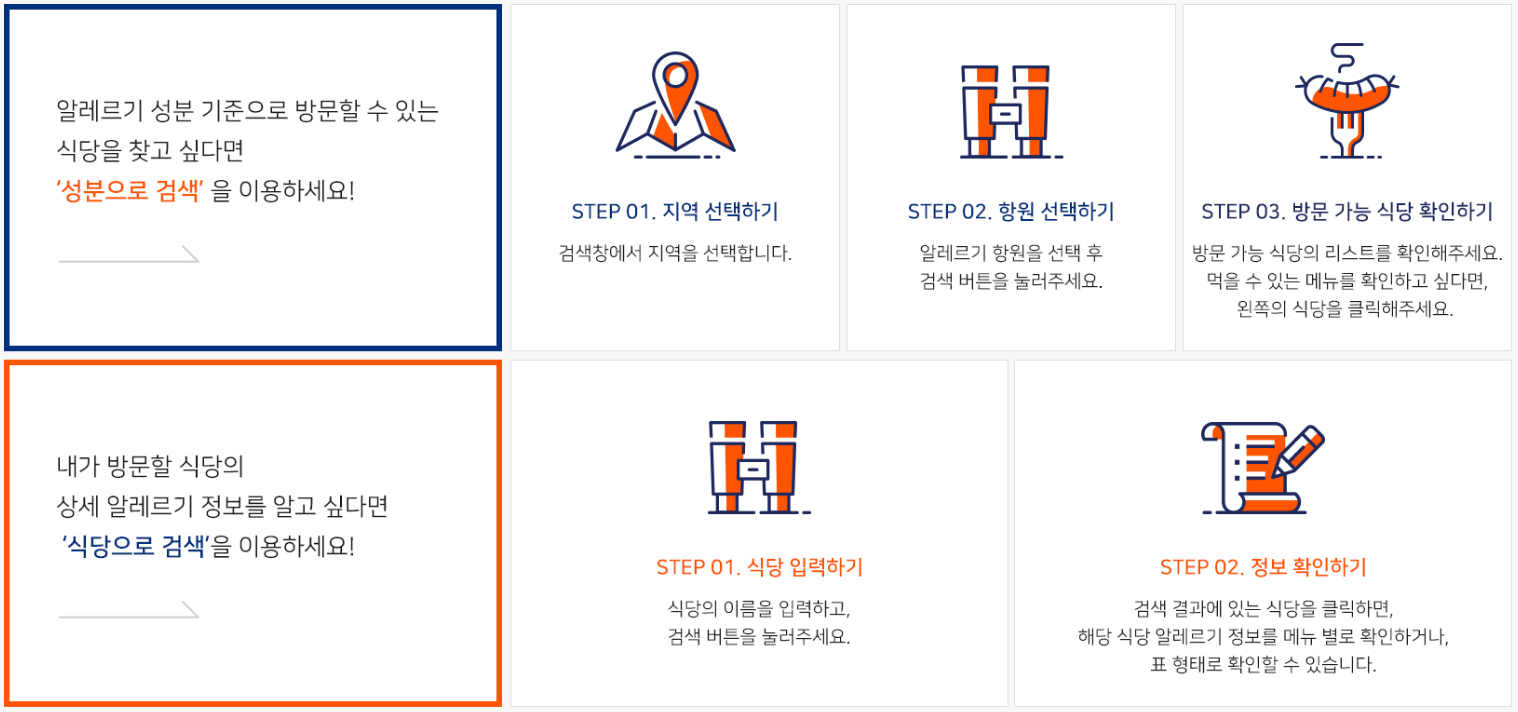 알레르기 성분 기준으로 방문할 수 있는
식당을 찾고 싶다면
‘성분으로 검색’ 을 이용하세요!
STEP 01. 지역 선택하기
검색창에서 지역을 선택합니다.
STEP 02. 항원 선택하기
알레르기 항원을 선택 후
검색 버튼을 눌러주세요.
STEP 03. 방문 가능 식당 확인하기
방문 가능 식당의 리스트를 확인해주세요.
먹을 수 있는 메뉴를 확인하고 싶다면,
왼쪽의 식당을 클릭해주세요.
내가 방문할 식당의
상세 알레르기 정보를 알고 싶다면
‘식당으로 검색’을 이용하세요!
STEP 01. 식당 입력하기
식당의 이름을 입력하고,
검색 버튼을 눌러주세요.
STEP 02. 정보 확인하기
검색 결과에 있는 식당을 클릭하면,
해당 식당 알레르기 정보를 메뉴 별로 확인하거나,
표 형태로 확인할 수 있습니다.